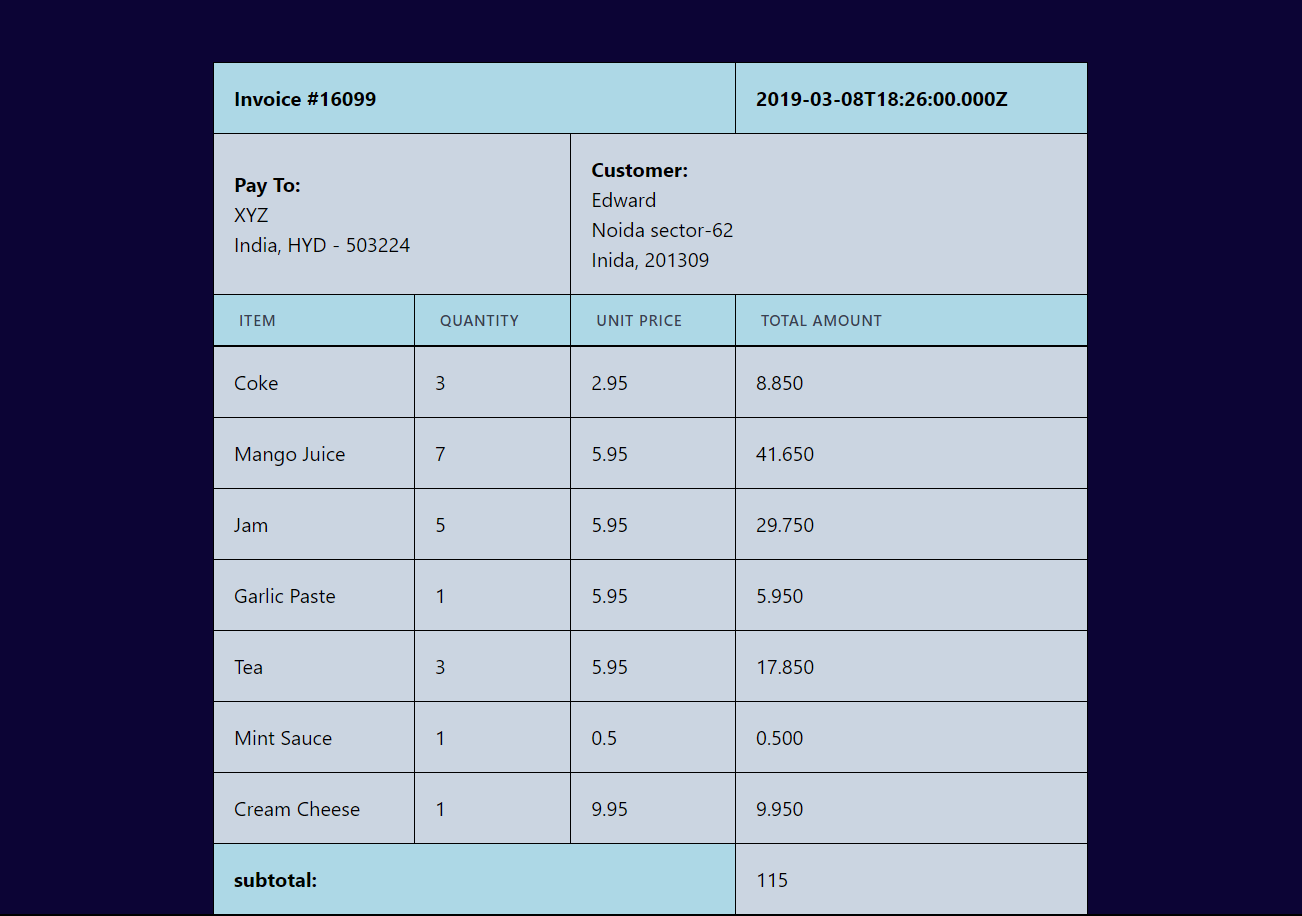 Invoice #16099 2019-03-08T18:26:00.000Z
Pay To:
XYZ
India, HYD - 503224
Customer:
Edward
Noida sector-62
Inida, 201309
ITEM QUANTITY UNIT PRICE TOTAL AMOUNT
Coke 3 2.95 8.850
Mango Juice 7 5.95 41.650
Jam 5 5.95 29.750
Garlic Paste 1 5.95 5.950
Tea 3 5.95 17.850
Mint Sauce 1 0.5 0.500
Cream Cheese 1 9.95 9.950
subtotal: 115